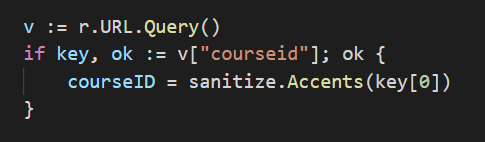 v := r.URL.Query()
if key, ok := v["courseid"]; ok {
    courseID = sanitize.Accents(key[0])
}